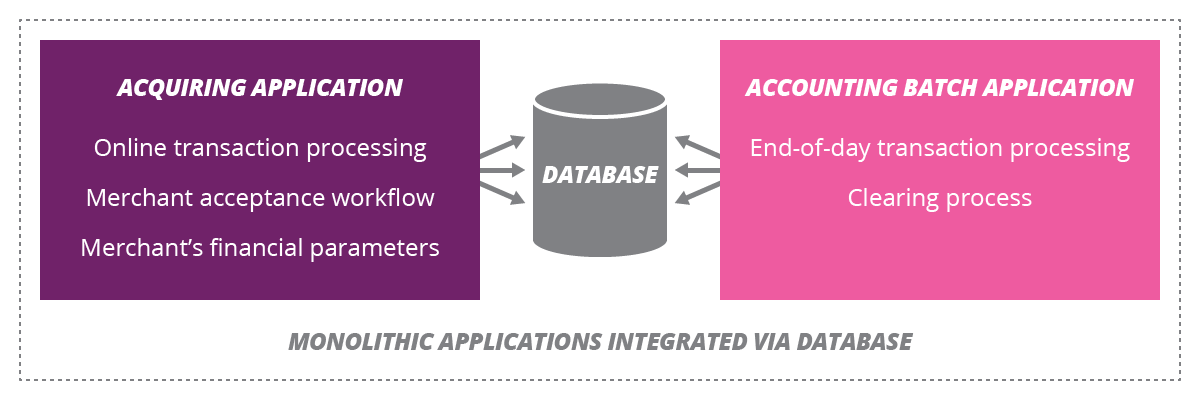 ACQUIRING APPLICATION
Online transaction processing
Merchant acceptance workflow
Merchant’s financial parameters
DATABASE
ACCOUNTING BATCH APPLICATION
End-of-day transaction processing
Clearing process
MONOLITHIC APPLICATIONS INTEGRATED VIA DATABASE